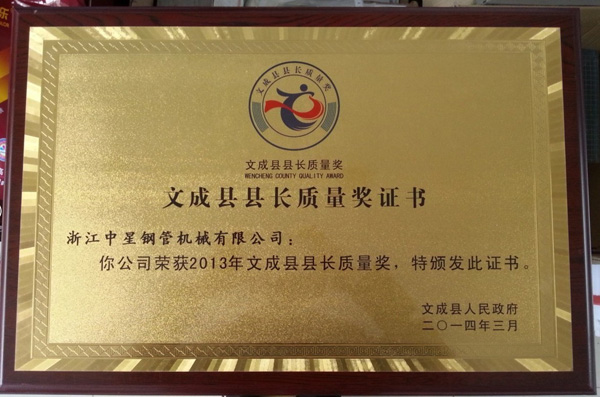 文成县县长质量奖
文成县县长质量奖
WENCHENG COUNTY QUALITY AWARD
文成县县长质量奖证书
浙江中星钢管机械有限公司：
你公司荣获2013年文成县县长质量奖，特颁发此证书。
文成县人民政府
二〇一四年三月